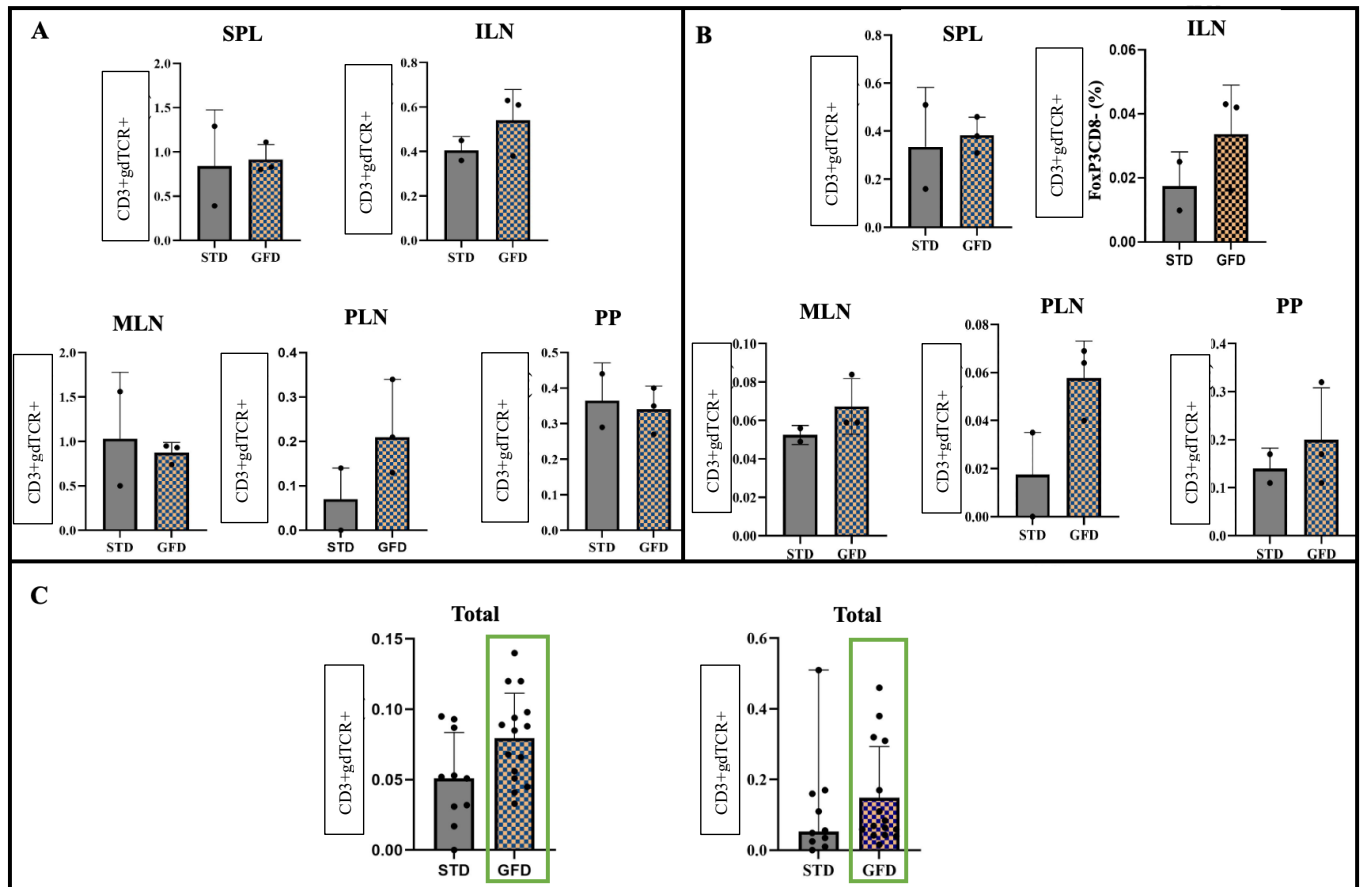 A
SPL
CD3+gdTCR+
2.0
1.5
1.0
0.5
0.0
STD GFD
ILN
CD3+gdTCR+
0.8
0.6
0.4
0.2
0.0
STD GFD
MLN
CD3+gdTCR+
2.0
1.5
1.0
0.5
0.0
STD GFD
PLN
CD3+gdTCR+
0.4
0.3
0.2
0.1
0.0
STD GFD
PP
CD3+gdTCR+
0.5
0.4
0.3
0.2
0.1
0.0
STD GFD
B
SPL
CD3+gdTCR+
0.8
0.6
0.4
0.2
0.0
STD GFD
ILN
CD3+gdTCR+
FoxP3CD8- (%)
0.06
0.04
0.02
0.00
STD GFD
MLN
CD3+gdTCR+
0.10
0.08
0.06
0.04
0.02
0.00
STD GFD
PLN
CD3+gdTCR+
0.08
0.06
0.04
0.02
0.00
STD GFD
PP
CD3+gdTCR+
0.4
0.3
0.2
0.1
0.0
STD GFD
C
Total
CD3+gdTCR+
0.15
0.10
0.05
0.00
STD GFD
Total
CD3+gdTCR+
0.6
0.4
0.2
0.0
STD GFD